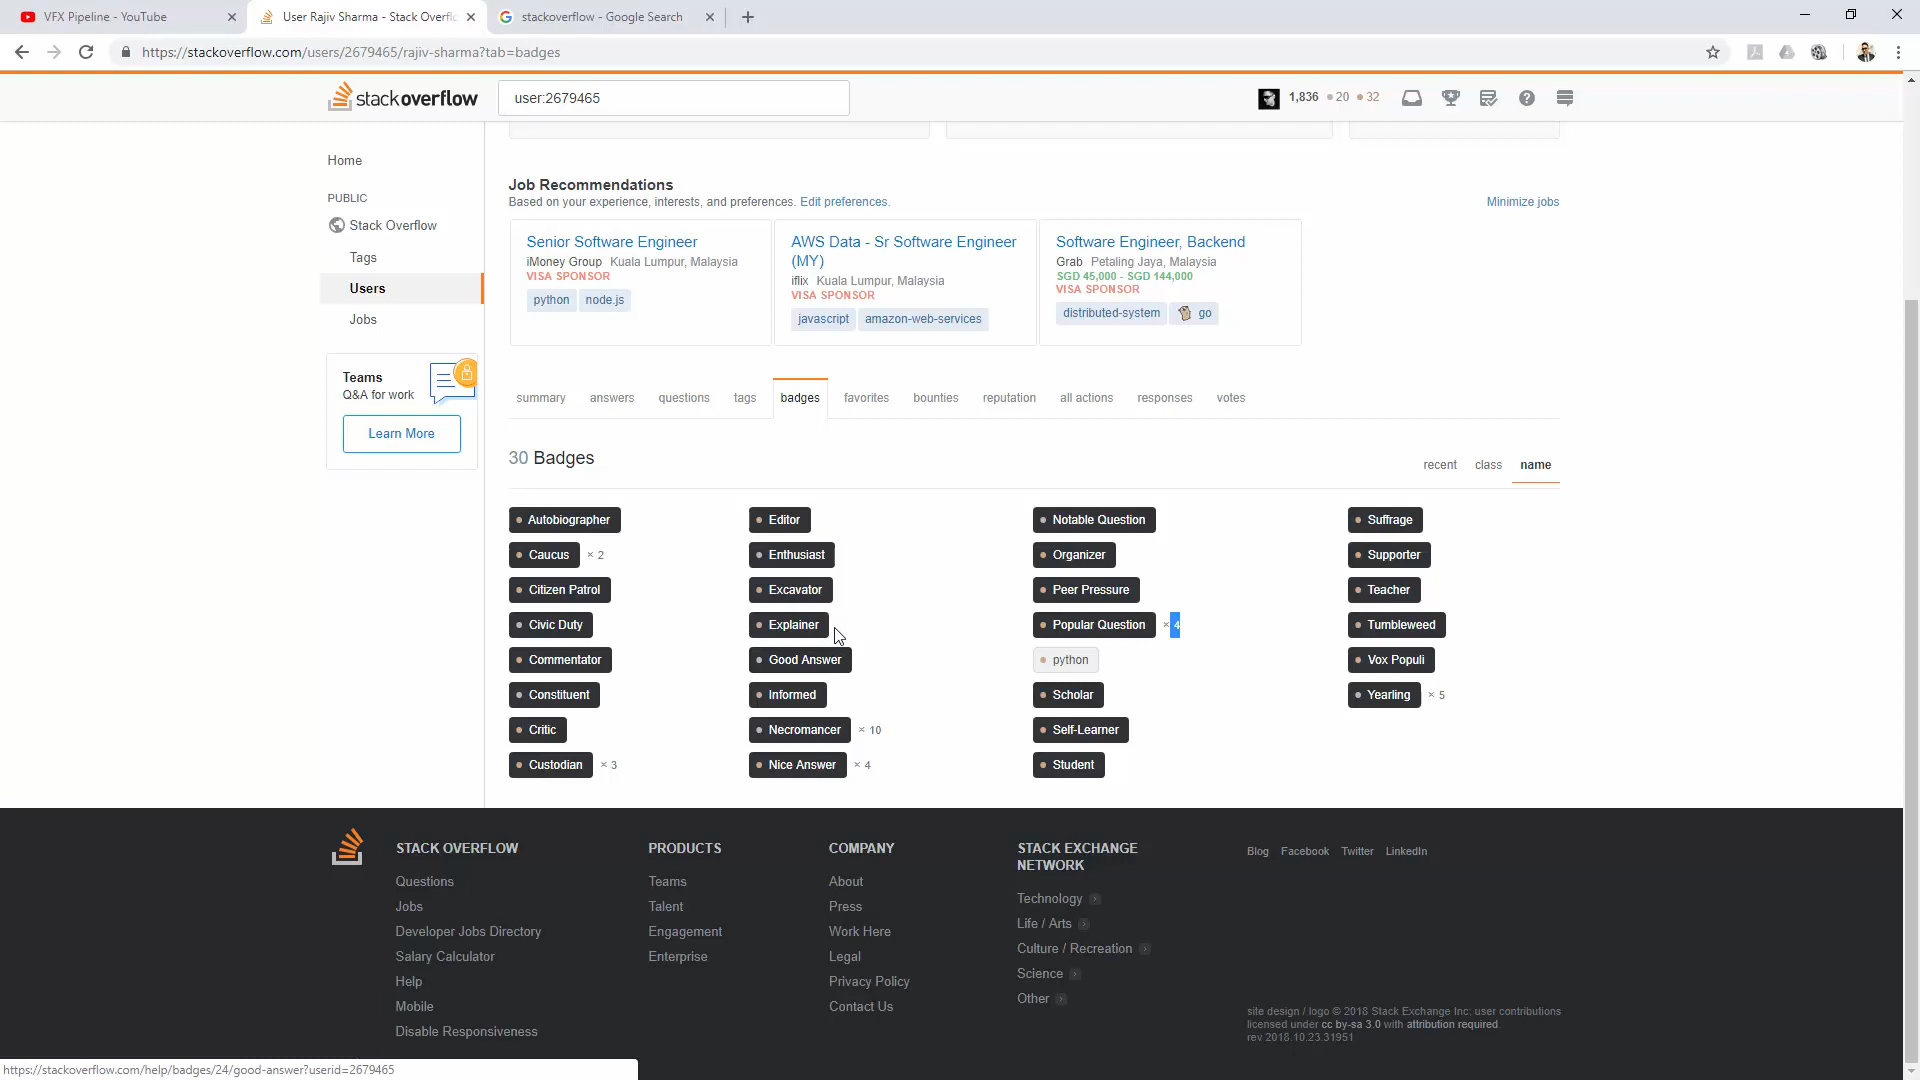 VFX Pipeline - YouTube
User Rajiv Sharma - Stack Overflo
stackoverflow - Google Search
https://stackoverflow.com/users/2679465/rajiv-sharma?tab=badges
stackoverflow
user:2679465
1,836 20 32
Home
PUBLIC
Stack Overflow
Tags
Users
Jobs
Teams
Q&A for work
Learn More
Job Recommendations
Based on your experience, interests, and preferences. Edit preferences.
Minimize jobs
Senior Software Engineer
iMoney Group Kuala Lumpur, Malaysia
VISA SPONSOR
python node.js
AWS Data - Sr Software Engineer
(MY)
iflix Kuala Lumpur, Malaysia
VISA SPONSOR
javascript amazon-web-services
Software Engineer, Backend
Grab Petaling Jaya, Malaysia
SGD 45,000 - SGD 144,000
VISA SPONSOR
distributed-system go
summary answers questions tags badges favorites bounties reputation all actions responses votes
30 Badges
recent class name
Autobiographer
Caucus × 2
Citizen Patrol
Civic Duty
Commentator
Constituent
Critic
Custodian × 3
Editor
Enthusiast
Excavator
Explainer
Good Answer
Informed
Necromancer × 10
Nice Answer × 4
Notable Question
Organizer
Peer Pressure
Popular Question × 4
python
Scholar
Self-Learner
Student
Suffrage
Supporter
Teacher
Tumbleweed
Vox Populi
Yearling × 5
STACK OVERFLOW
Questions
Jobs
Developer Jobs Directory
Salary Calculator
Help
Mobile
Disable Responsiveness
PRODUCTS
Teams
Talent
Engagement
Enterprise
COMPANY
About
Press
Work Here
Legal
Privacy Policy
Contact Us
STACK EXCHANGE
NETWORK
Technology
Life / Arts
Culture / Recreation
Science
Other
Blog Facebook Twitter LinkedIn
site design / logo © 2018 Stack Exchange Inc; user contributions
licensed under cc by-sa 3.0 with attribution required.
rev 2018.10.23.31951
https://stackoverflow.com/help/badges/24/good-answer?userid=2679465